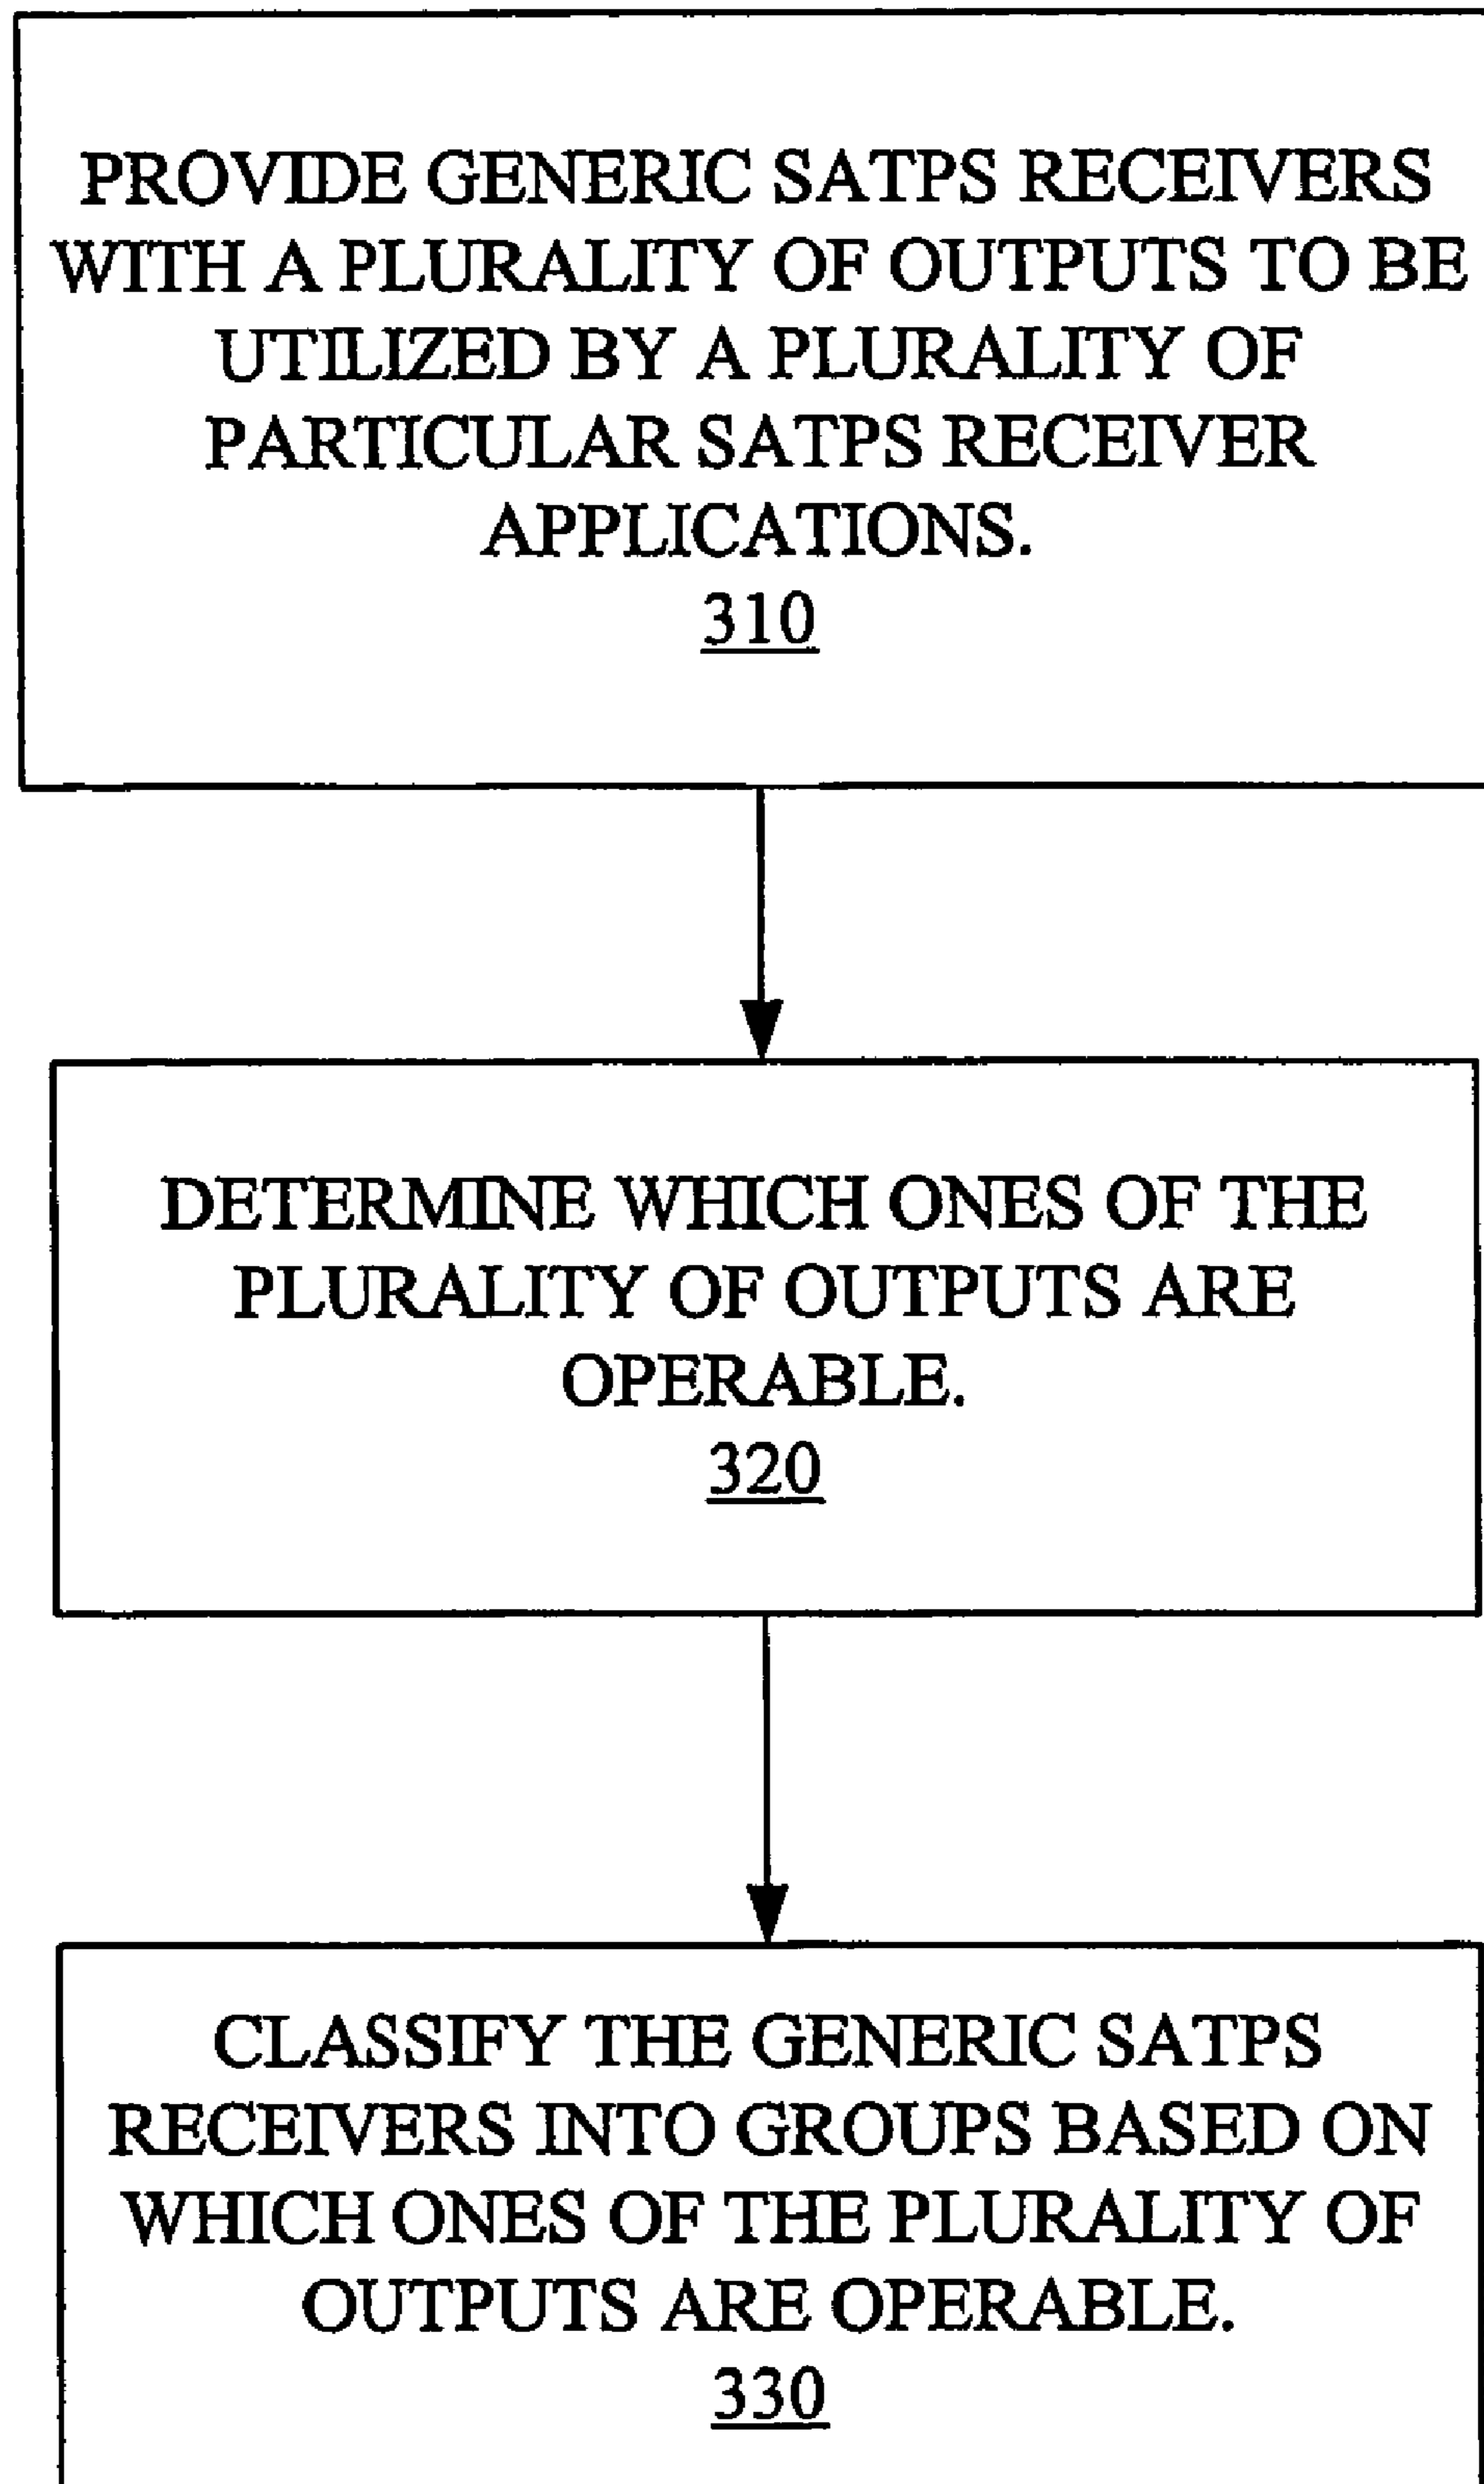 PROVIDE GENERIC SATPS RECEIVERS
WITH A PLURALITY OF OUTPUTS TO BE
UTILIZED BY A PLURALITY OF
PARTICULAR SATPS RECEIVER
APPLICATIONS.
310
DETERMINE WHICH ONES OF THE
PLURALITY OF OUTPUTS ARE
OPERABLE.
320
CLASSIFY THE GENERIC SATPS
RECEIVERS INTO GROUPS BASED ON
WHICH ONES OF THE PLURALITY OF
OUTPUTS ARE OPERABLE.
330